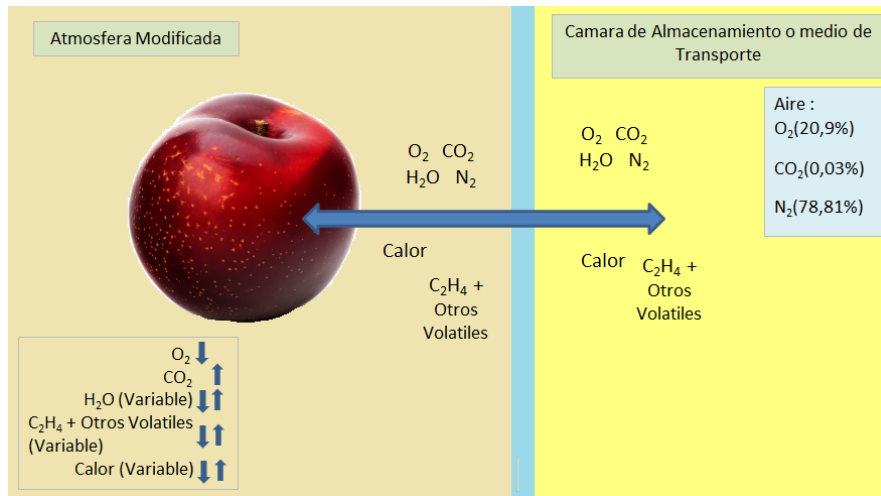 Atmosfera Modificada
Camara de Almacenamiento o medio de
Transporte
Aire :
O₂(20,9%)
CO₂(0,03%)
N₂(78,81%)
O₂ CO₂
H₂O N₂
Calor
C₂H₄ +
Otros
Volatiles
O₂ CO₂
H₂O N₂
Calor
C₂H₄ +
Otros
Volatiles
O₂
CO₂
H₂O (Variable)
C₂H₄ + Otros Volatiles
(Variable)
Calor (Variable)